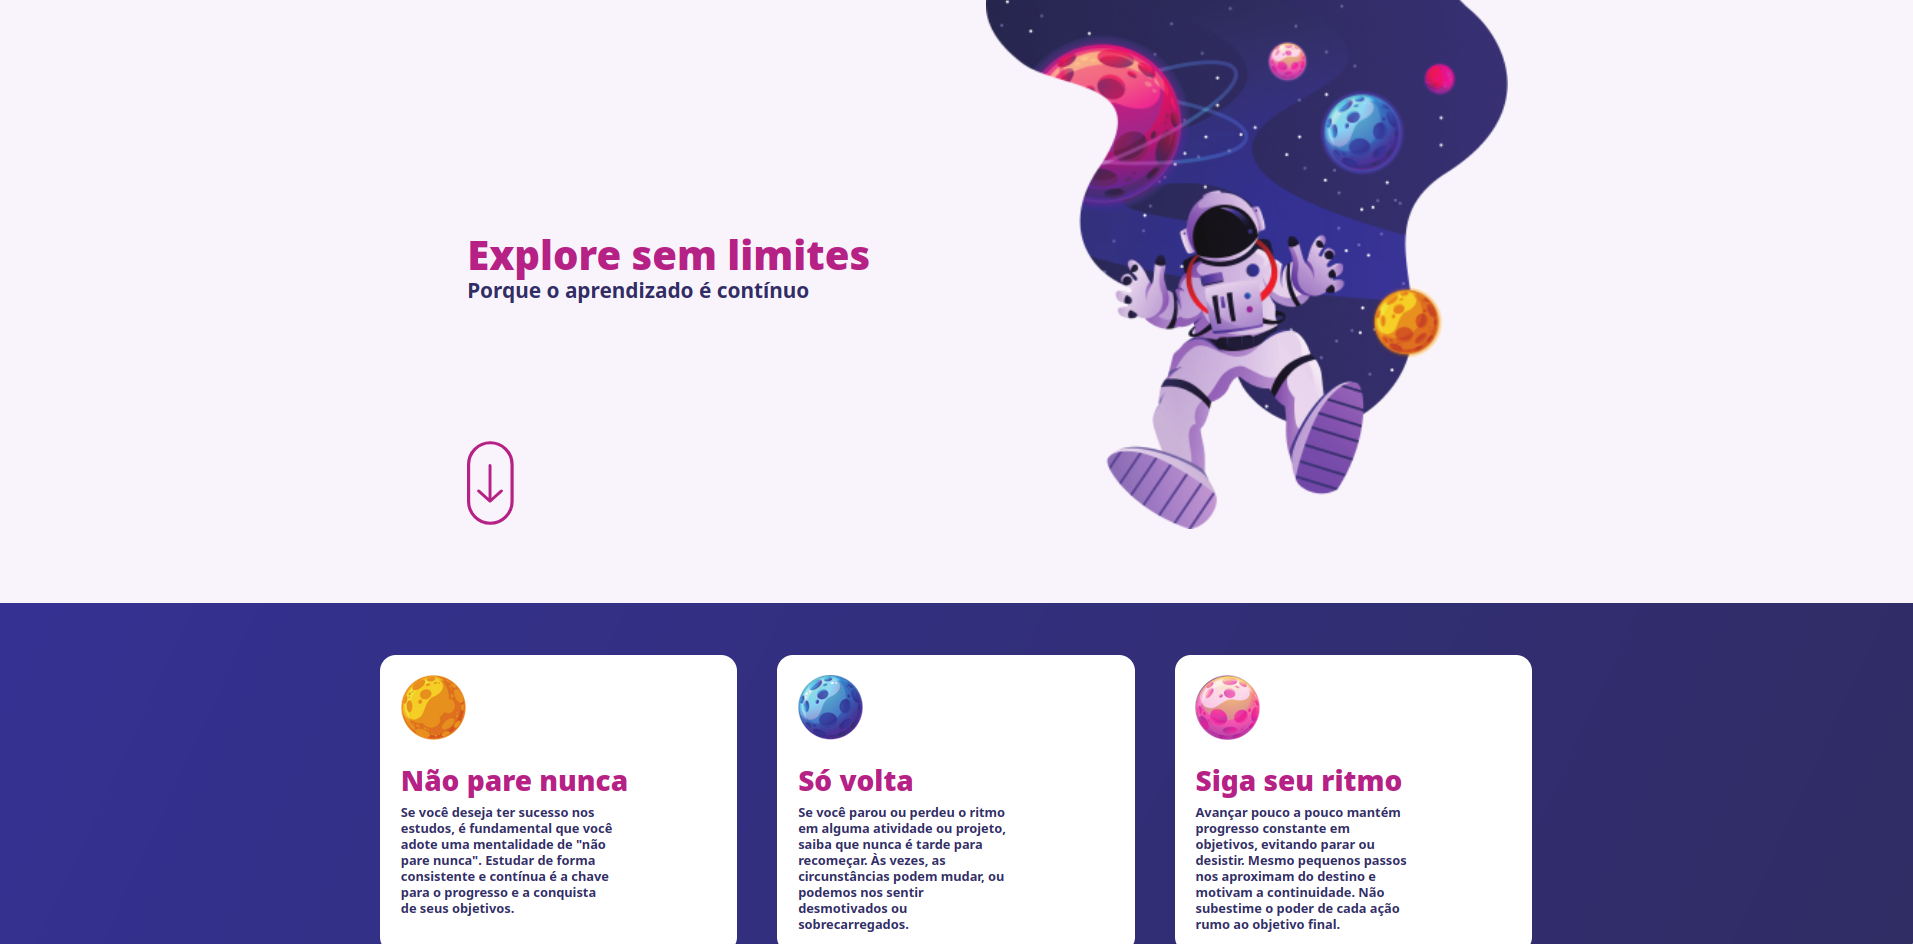 Explore sem limites
Porque o aprendizado é contínuo
Não pare nunca
Se você deseja ter sucesso nos
estudos, é fundamental que você
adote uma mentalidade de "não
pare nunca". Estudar de forma
consistente e contínua é a chave
para o progresso e a conquista
de seus objetivos.
Só volta
Se você parou ou perdeu o ritmo
em alguma atividade ou projeto,
saiba que nunca é tarde para
recomeçar. Às vezes, as
circunstâncias podem mudar, ou
podemos nos sentir
desmotivados ou
sobrecarregados.
Siga seu ritmo
Avançar pouco a pouco mantém
progresso constante em
objetivos, evitando parar ou
desistir. Mesmo pequenos passos
nos aproximam do destino e
motivam a continuidade. Não
subestime o poder de cada ação
rumo ao objetivo final.